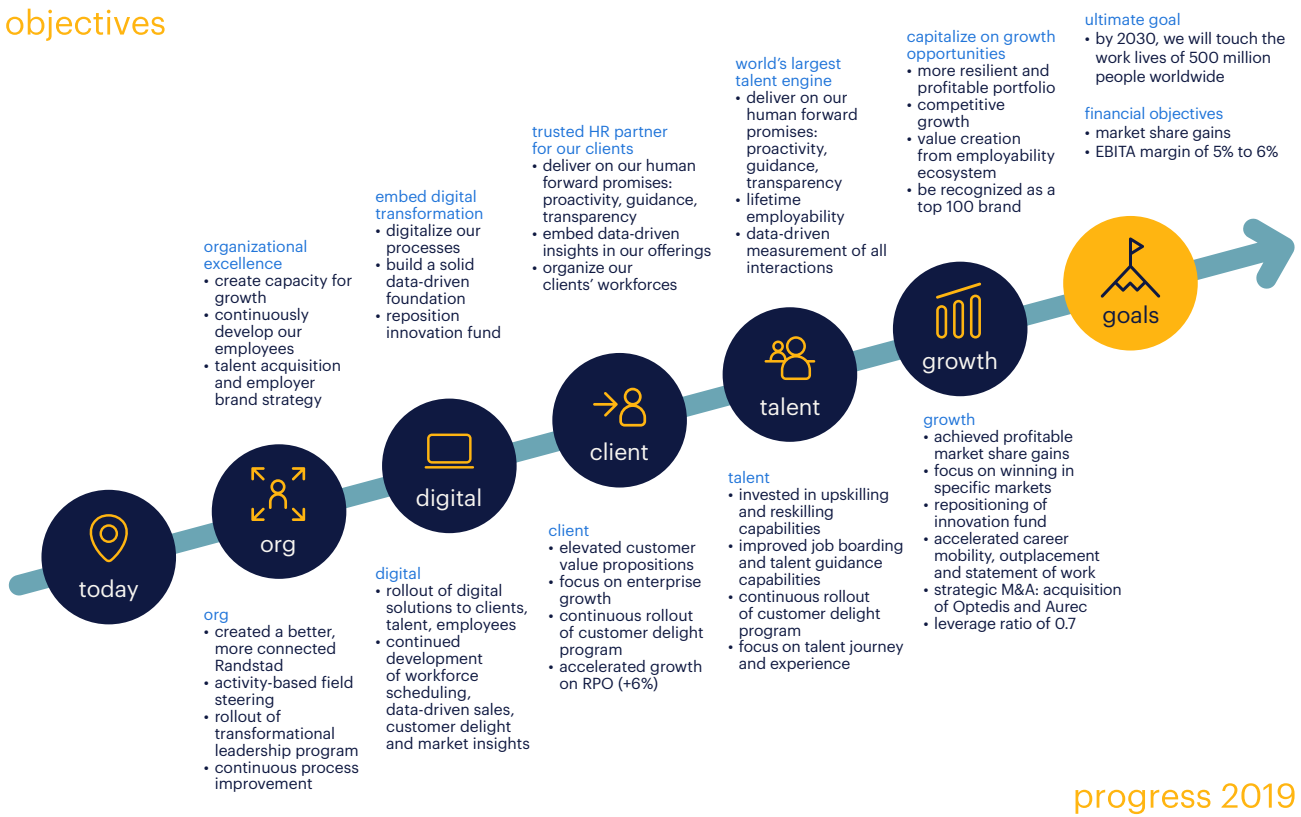 objectives
organizational
excellence
• create capacity for
growth
• continuously
develop our
employees
• talent acquisition
and employer
brand strategy
embed digital
transformation
• digitalize our
processes
• build a solid
data-driven
foundation
• reposition
innovation fund
trusted HR partner
for our clients
• deliver on our human
forward promises:
proactivity, guidance,
transparency
• embed data-driven
insights in our offerings
• organize our
clients’ workforces
world’s largest
talent engine
• deliver on our
human forward
promises:
proactivity,
guidance,
transparency
• lifetime
employability
• data-driven
measurement of all
interactions
capitalize on growth
opportunities
• more resilient and
profitable portfolio
• competitive
growth
• value creation
from employability
ecosystem
• be recognized as a
top 100 brand
ultimate goal
• by 2030, we will touch the
work lives of 500 million
people worldwide
financial objectives
• market share gains
• EBITA margin of 5% to 6%
today
org
digital
client
talent
growth
goals
org
• created a better,
more connected
Randstad
• activity-based field
steering
• rollout of
transformational
leadership program
• continuous process
improvement
digital
• rollout of digital
solutions to clients,
talent, employees
• continued
development
of workforce
scheduling,
data-driven sales,
customer delight
and market insights
client
• elevated customer
value propositions
• focus on enterprise
growth
• continuous rollout
of customer delight
program
• accelerated growth
on RPO (+6%)
talent
• invested in upskilling
and reskilling
capabilities
• improved job boarding
and talent guidance
capabilities
• continuous rollout
of customer delight
program
• focus on talent journey
and experience
growth
• achieved profitable
market share gains
• focus on winning in
specific markets
• repositioning of
innovation fund
• accelerated career
mobility, outplacement
and statement of work
• strategic M&A: acquisition
of Optedis and Aurec
• leverage ratio of 0.7
progress 2019